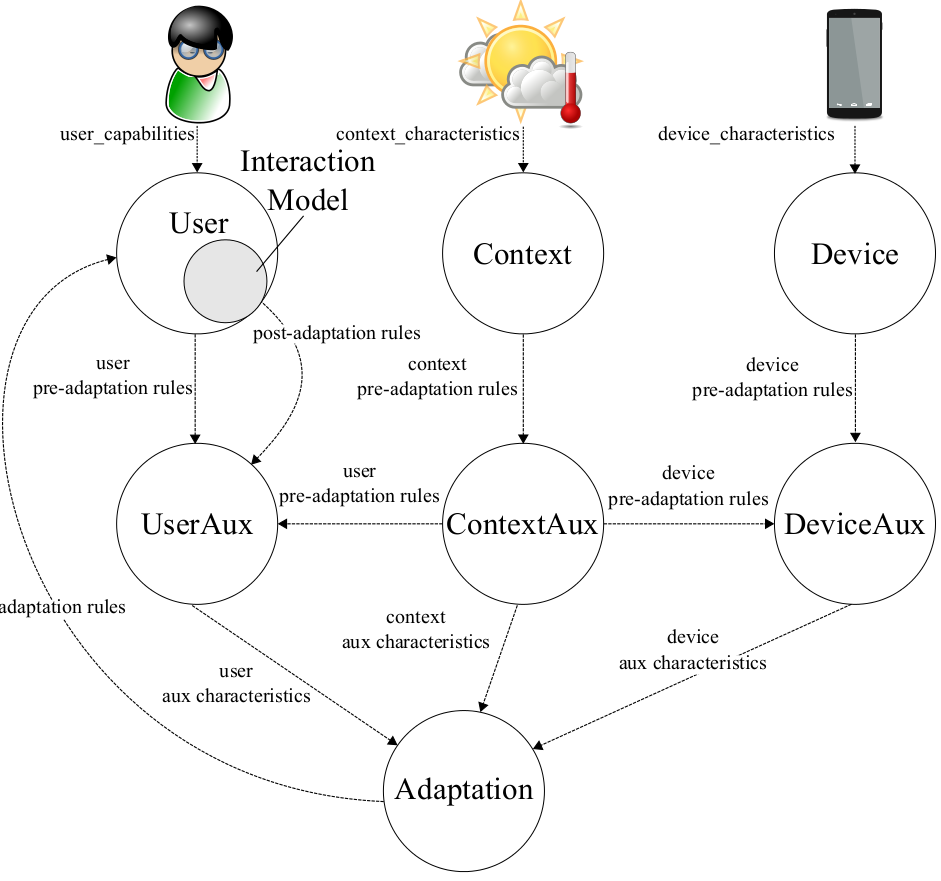 user_capabilities
context_characteristics
device_characteristics
Interaction
Model
User
Context
Device
post-adaptation rules
user
pre-adaptation rules
context
pre-adaptation rules
device
pre-adaptation rules
user
pre-adaptation rules
device
pre-adaptation rules
UserAux
ContextAux
DeviceAux
adaptation rules
context
aux characteristics
device
aux characteristics
user
aux characteristics
Adaptation